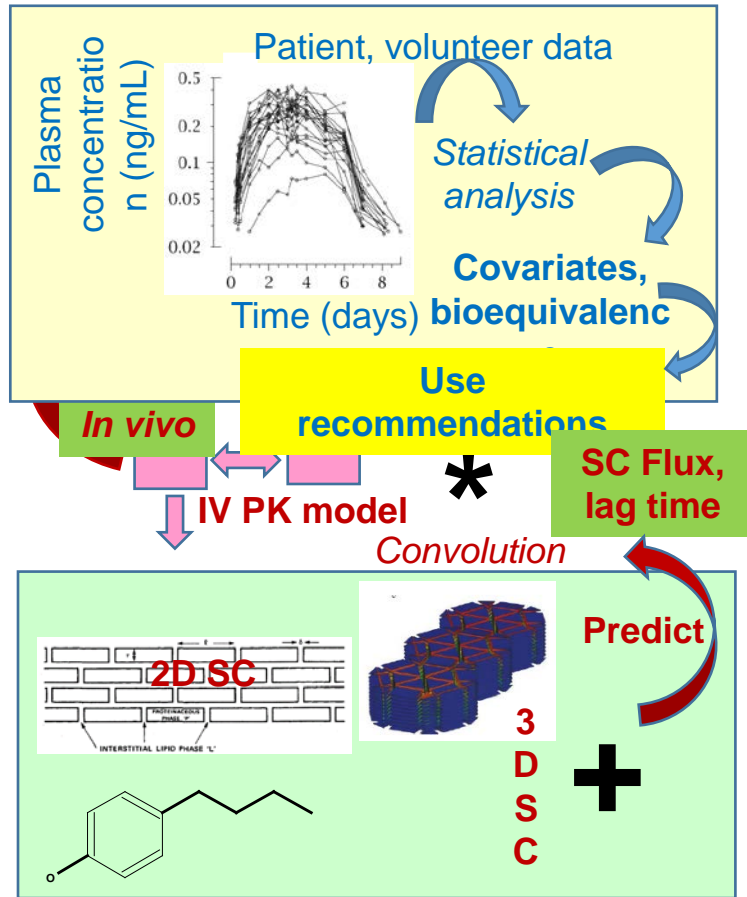 Patient, volunteer data
Plasma
concentratio
n (ng/mL)
0.5
0.2
0.1
0.05
0.02
0 2 4 6 8
Time (days)
Statistical
analysis
Covariates,
bioequivalenc
Use
recommendations
In vivo
*
SC Flux,
lag time
IV PK model
Convolution
Predict
2D SC
PROTEINACEOUS
PHASE 'P'
INTERSTITIAL LIPID PHASE 'L'
3
D
S
C
+
O